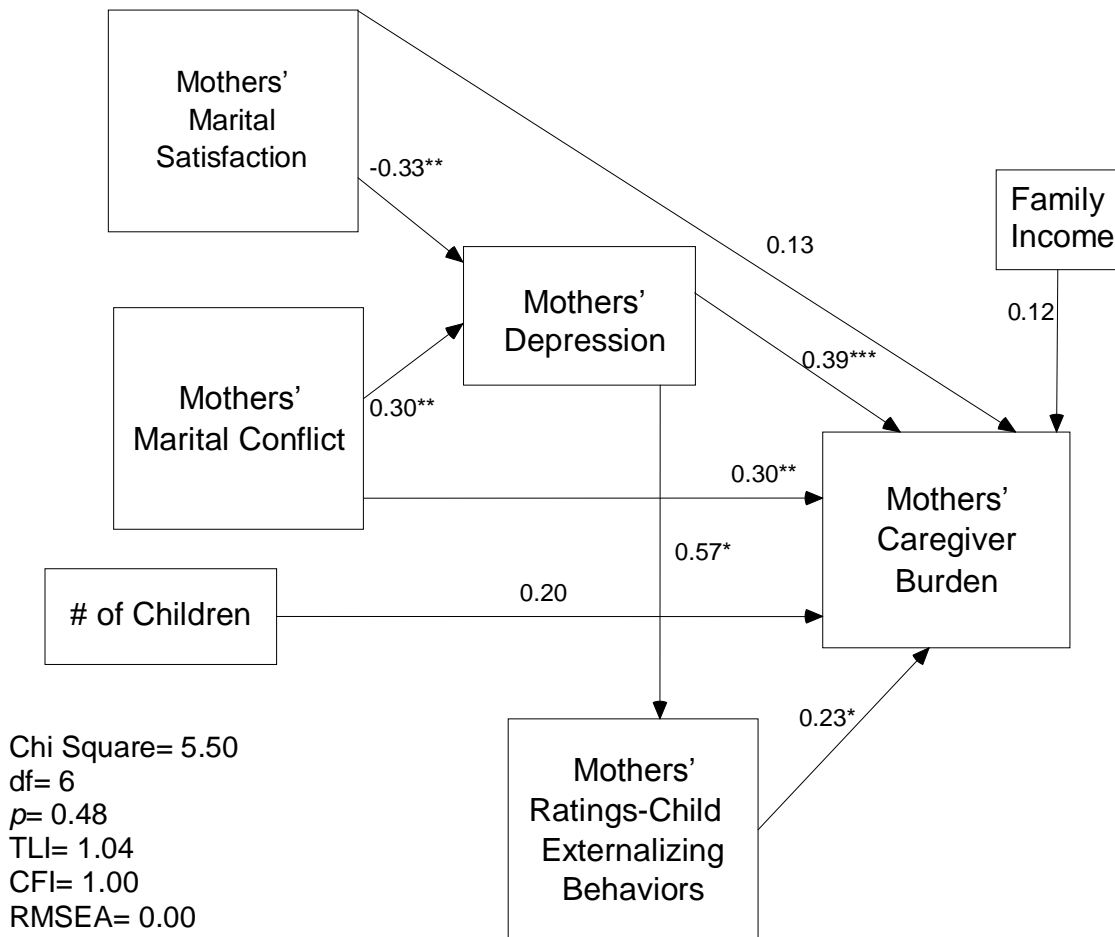 Mothers’
Marital
Satisfaction
-0.33**
Family
Income
0.13
0.12
Mothers’
Depression
0.39***
Mothers’
Marital Conflict
0.30**
0.30**
Mothers’
Caregiver
Burden
0.57*
# of Children
0.20
0.23*
Mothers’
Ratings-Child
Externalizing
Behaviors
Chi Square= 5.50
df= 6
p= 0.48
TLI= 1.04
CFI= 1.00
RMSEA= 0.00